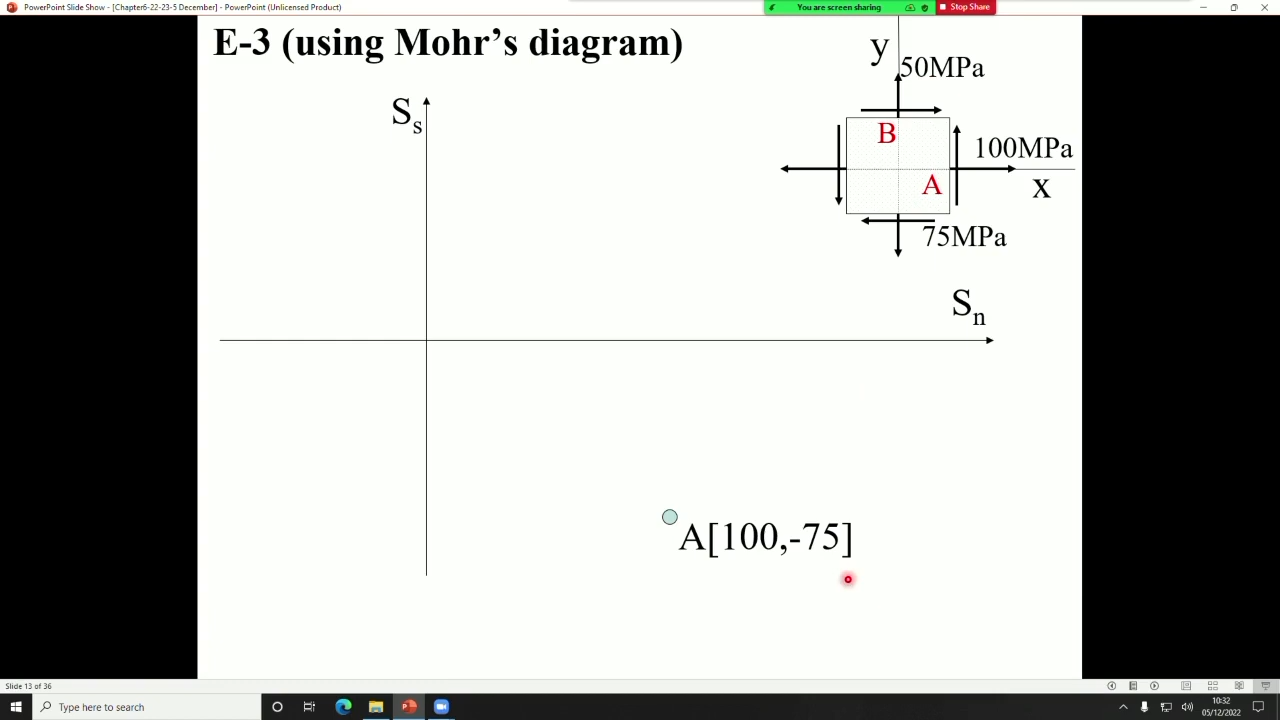 PowerPoint Slide Show - [Chapter6-22-23-5 December] - PowerPoint (Unlicensed Product)
You are screen sharing
Stop Share
E-3 (using Mohr's diagram)
y
50MPa
Ss
B
100MPa
A
x
75MPa
Sn
A[100,-75]
Slide 13 of 36
Type here to search
10:32
05/12/2022